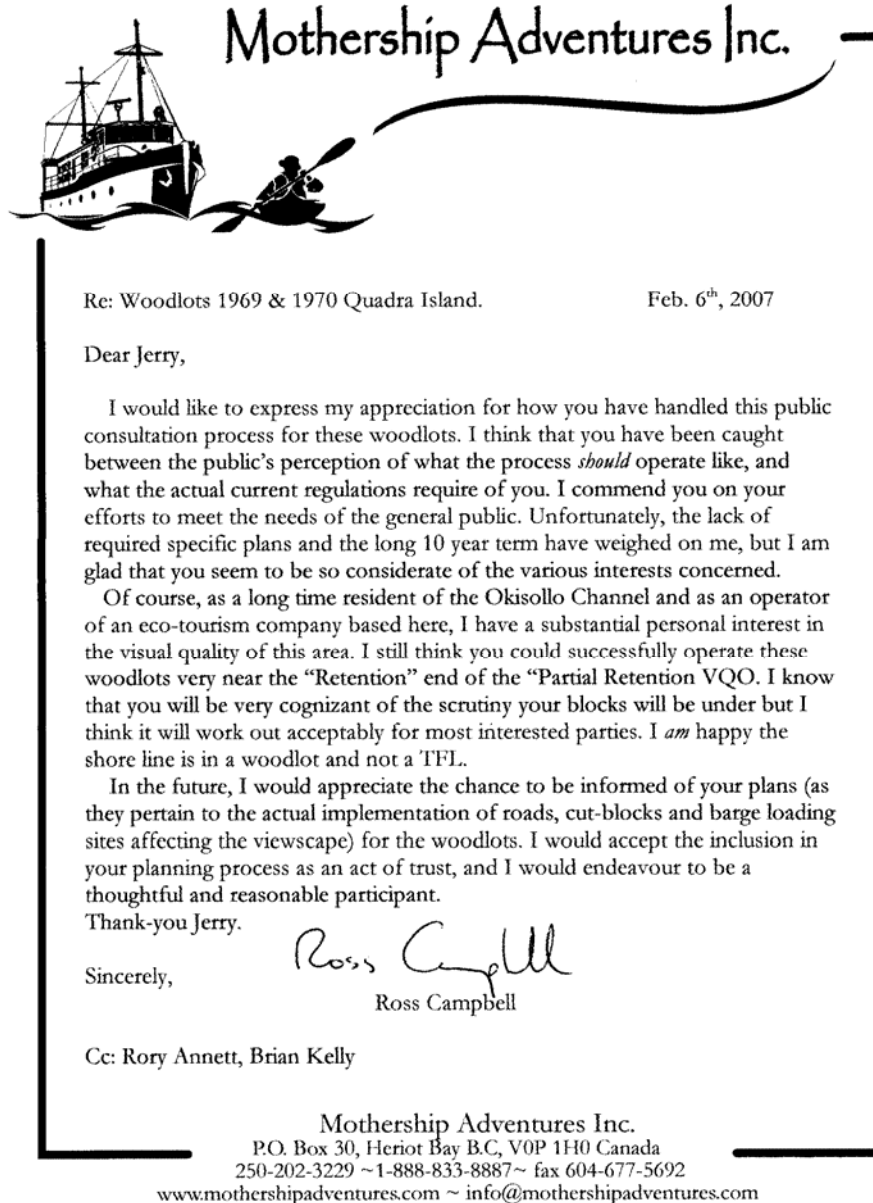 Mothership Adventures Inc.
Re: Woodlots 1969 & 1970 Quadra Island. Feb. 6th, 2007
Dear Jerry,
I would like to express my appreciation for how you have handled this public
consultation process for these woodlots. I think that you have been caught
between the public's perception of what the process should operate like, and
what the actual current regulations require of you. I commend you on your
efforts to meet the needs of the general public. Unfortunately, the lack of
required specific plans and the long 10 year term have weighed on me, but I am
glad that you seem to be so considerate of the various interests concerned.
Of course, as a long time resident of the Okisollo Channel and as an operator
of an eco-tourism company based here, I have a substantial personal interest in
the visual quality of this area. I still think you could successfully operate these
woodlots very near the “Retention” end of the “Partial Retention VQO. I know
that you will be very cognizant of the scrutiny your blocks will be under but I
think it will work out acceptably for most interested parties. I am happy the
shore line is in a woodlot and not a TFL.
In the future, I would appreciate the chance to be informed of your plans (as
they pertain to the actual implementation of roads, cut-blocks and barge loading
sites affecting the viewscape) for the woodlots. I would accept the inclusion in
your planning process as an act of trust, and I would endeavour to be a
thoughtful and reasonable participant.
Thank-you Jerry.
Ross Campbell
Sincerely,
Ross Campbell
Cc: Rory Annett, Brian Kelly
Mothership Adventures Inc.
P.O. Box 30, Heriot Bay B.C, V0P 1H0 Canada
250-202-3229 ~1-888-833-8887~ fax 604-677-5692
www.mothershipadventures.com ~ info@mothershipadventures.com